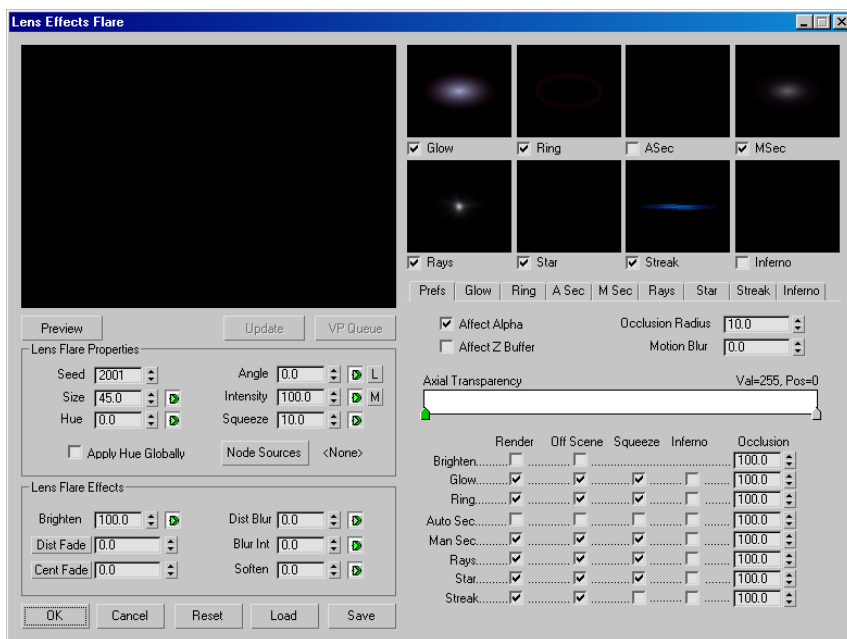 Lens Effects Flare
Glow Ring ASec MSec
Rays Star Streak Inferno
Prefs Glow Ring A Sec M Sec Rays Star Streak Inferno
Preview Update VP Queue
Affect Alpha Occlusion Radius 10.0
Affect Z Buffer Motion Blur 0.0
Axial Transparency Val=255, Pos=0
Lens Flare Properties
Seed 2001 Angle 0.0 L
Size 45.0 Intensity 100.0 M
Hue 0.0 Squeeze 10.0
Apply Hue Globally Node Sources <None>
Lens Flare Effects
Brighten 100.0 Dist Blur 0.0
Dist Fade 0.0 Blur Int 0.0
Cent Fade 0.0 Soften 0.0
OK Cancel Reset Load Save
Render Off Scene Squeeze Inferno Occlusion
Brighten 100.0
Glow 100.0
Ring 100.0
Auto Sec 100.0
Man Sec 100.0
Rays 100.0
Star 100.0
Streak 100.0